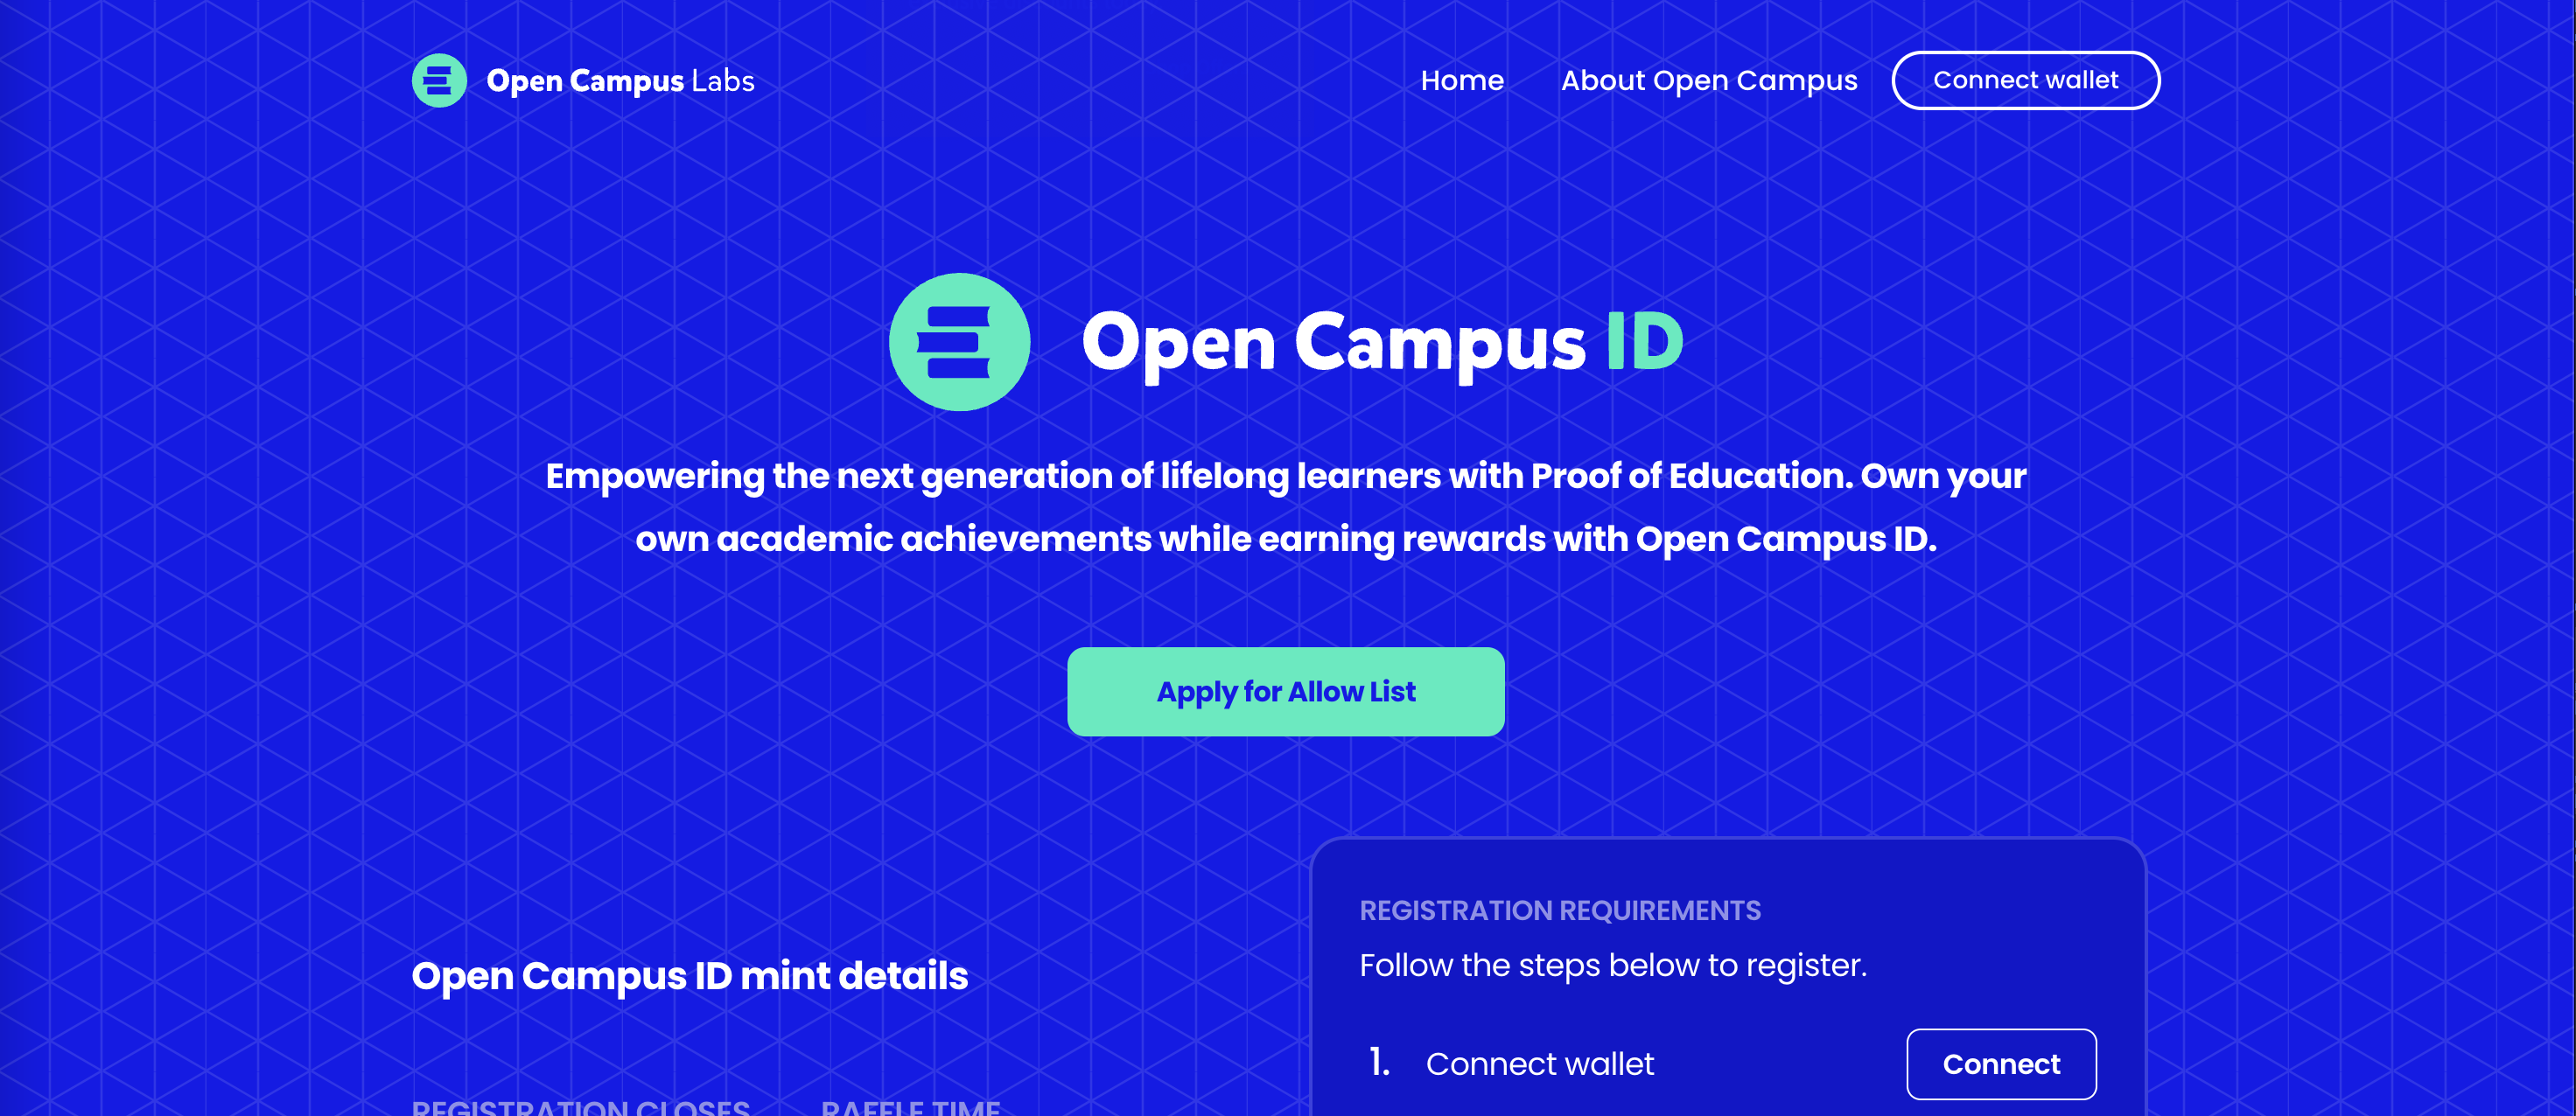 Open Campus Labs
Home
About Open Campus
Connect wallet
Open Campus ID
Empowering the next generation of lifelong learners with Proof of Education. Own your
own academic achievements while earning rewards with Open Campus ID.
Apply for Allow List
Open Campus ID mint details
REGISTRATION CLOSES
RAFFLE TIME
REGISTRATION REQUIREMENTS
Follow the steps below to register.
1. Connect wallet
Connect